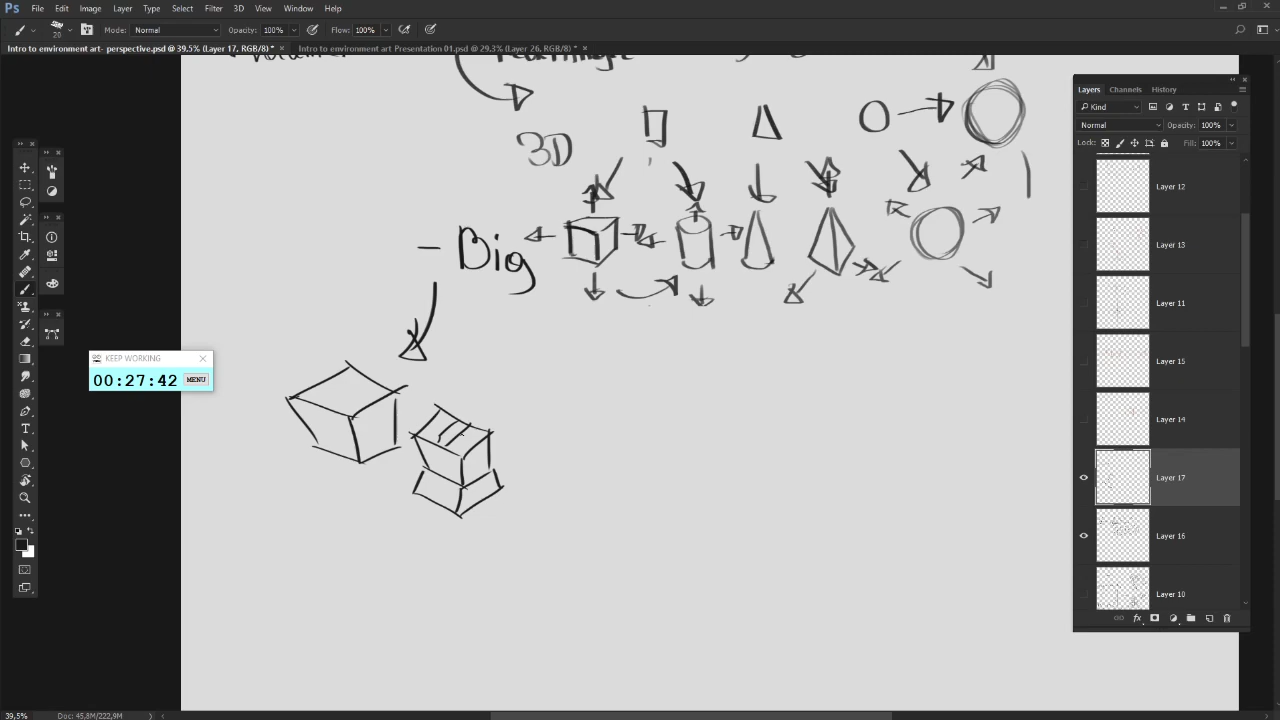 Ps File Edit Image Layer Type Select Filter 3D View Window Help
20 Mode: Normal Opacity: 100% Flow: 100%
Intro to environment art- perspective.psd @ 39.5% (Layer 17, RGB/8) * × Intro to environment art Presentation 01.psd @ 29,3% (Layer 26, RGB/8) * ×
3D
- Big
KEEP WORKING
00:27:42 MENU
Layers Channels History
Kind
Normal Opacity: 100%
Lock: Fill: 100%
Layer 12
Layer 13
Layer 11
Layer 15
Layer 14
Layer 17
Layer 16
Layer 10
39,5% Doc: 45,8M/222,9M